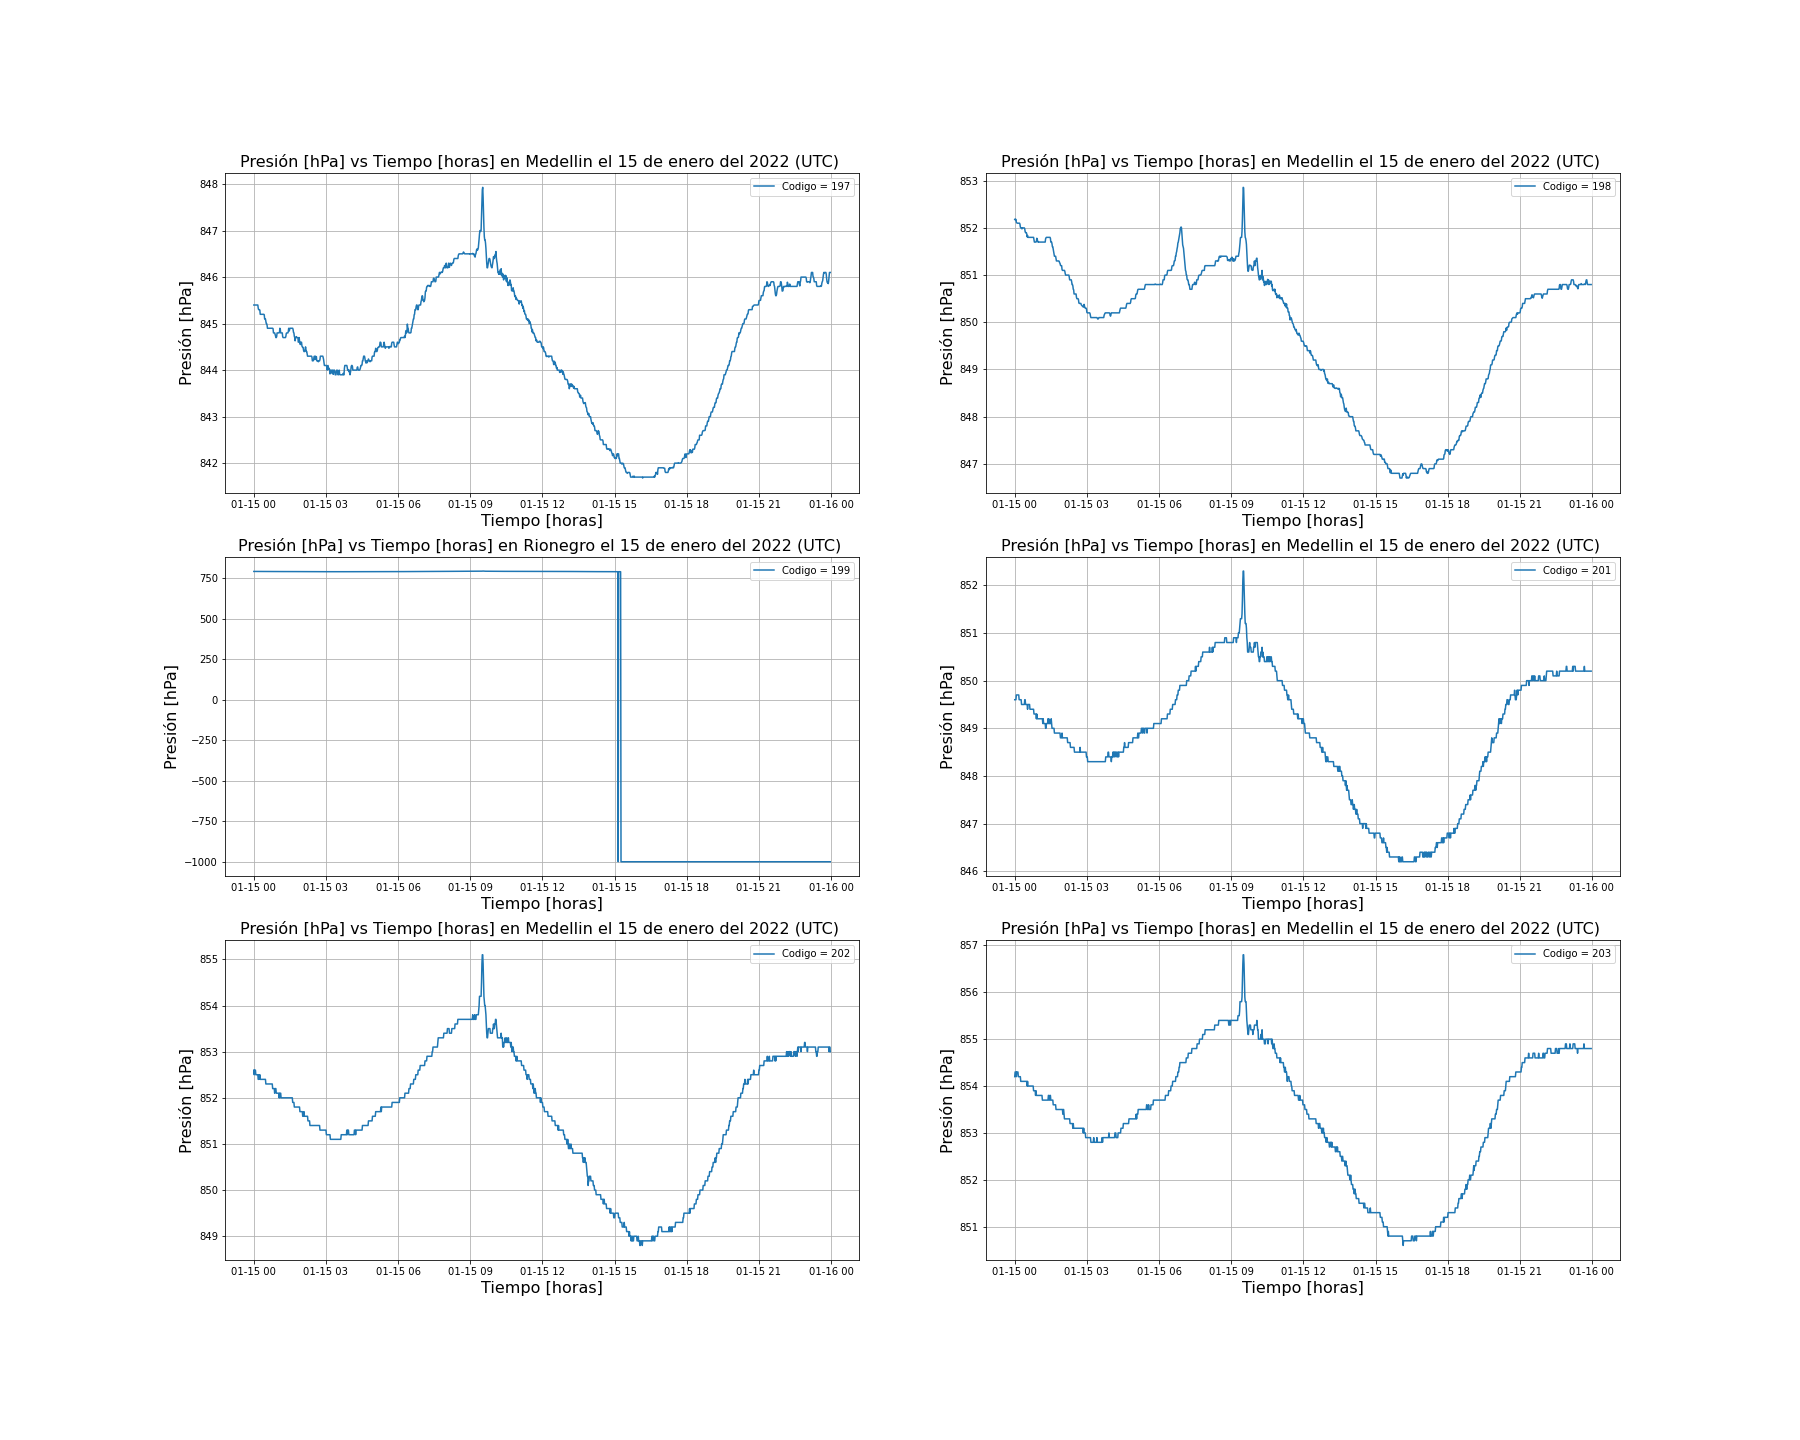 Presión [hPa] vs Tiempo [horas] en Medellin el 15 de enero del 2022 (UTC)
Codigo = 197
848
847
846
845
844
843
842
Presión [hPa]
01-15 00 01-15 03 01-15 06 01-15 09 01-15 12 01-15 15 01-15 18 01-15 21 01-16 00
Tiempo [horas]
Presión [hPa] vs Tiempo [horas] en Medellin el 15 de enero del 2022 (UTC)
Codigo = 198
853
852
851
850
849
848
847
Presión [hPa]
01-15 00 01-15 03 01-15 06 01-15 09 01-15 12 01-15 15 01-15 18 01-15 21 01-16 00
Tiempo [horas]
Presión [hPa] vs Tiempo [horas] en Rionegro el 15 de enero del 2022 (UTC)
Codigo = 199
750
500
250
0
−250
−500
−750
−1000
Presión [hPa]
01-15 00 01-15 03 01-15 06 01-15 09 01-15 12 01-15 15 01-15 18 01-15 21 01-16 00
Tiempo [horas]
Presión [hPa] vs Tiempo [horas] en Medellin el 15 de enero del 2022 (UTC)
Codigo = 201
852
851
850
849
848
847
846
Presión [hPa]
01-15 00 01-15 03 01-15 06 01-15 09 01-15 12 01-15 15 01-15 18 01-15 21 01-16 00
Tiempo [horas]
Presión [hPa] vs Tiempo [horas] en Medellin el 15 de enero del 2022 (UTC)
Codigo = 202
855
854
853
852
851
850
849
Presión [hPa]
01-15 00 01-15 03 01-15 06 01-15 09 01-15 12 01-15 15 01-15 18 01-15 21 01-16 00
Tiempo [horas]
Presión [hPa] vs Tiempo [horas] en Medellin el 15 de enero del 2022 (UTC)
Codigo = 203
857
856
855
854
853
852
851
Presión [hPa]
01-15 00 01-15 03 01-15 06 01-15 09 01-15 12 01-15 15 01-15 18 01-15 21 01-16 00
Tiempo [horas]